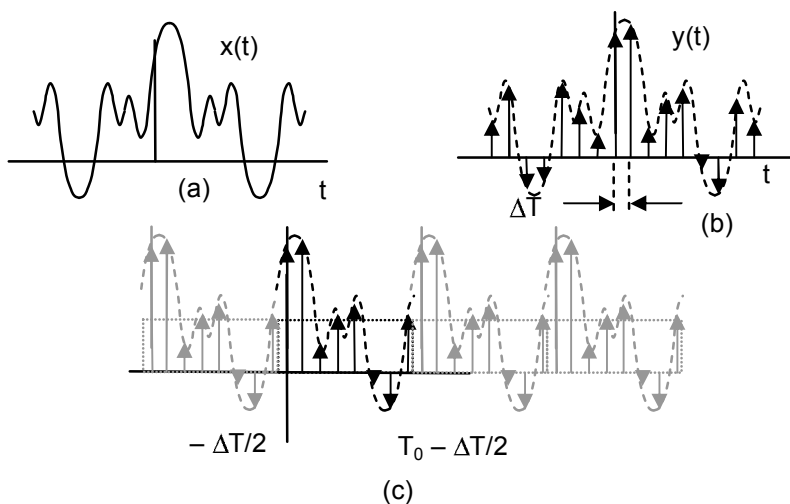 x(t)
y(t)
(a)
t
t
ΔT
(b)
– ΔT/2
T₀ – ΔT/2
(c)